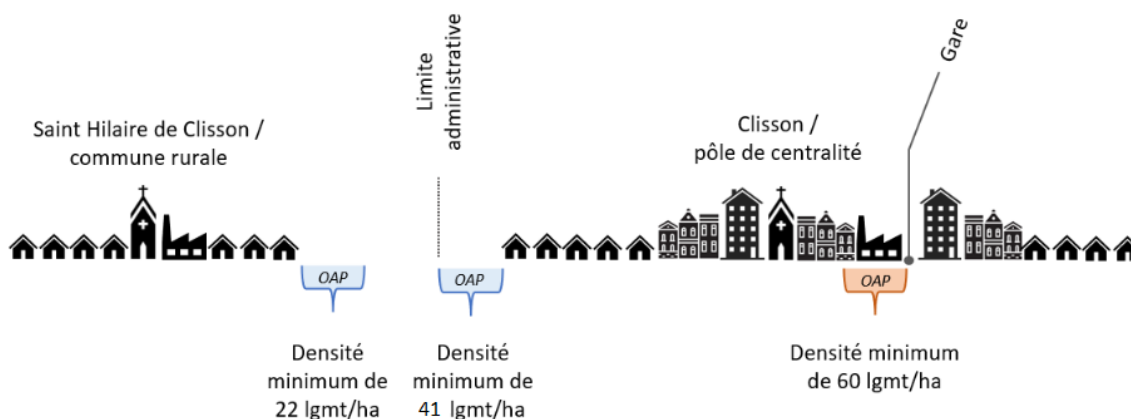 Saint Hilaire de Clisson /
commune rurale
Limite
administrative
Clisson /
pôle de centralité
Gare
OAP
OAP
OAP
Densité
minimum de
22 lgmt/ha
Densité
minimum de
41 lgmt/ha
Densité minimum
de 60 lgmt/ha